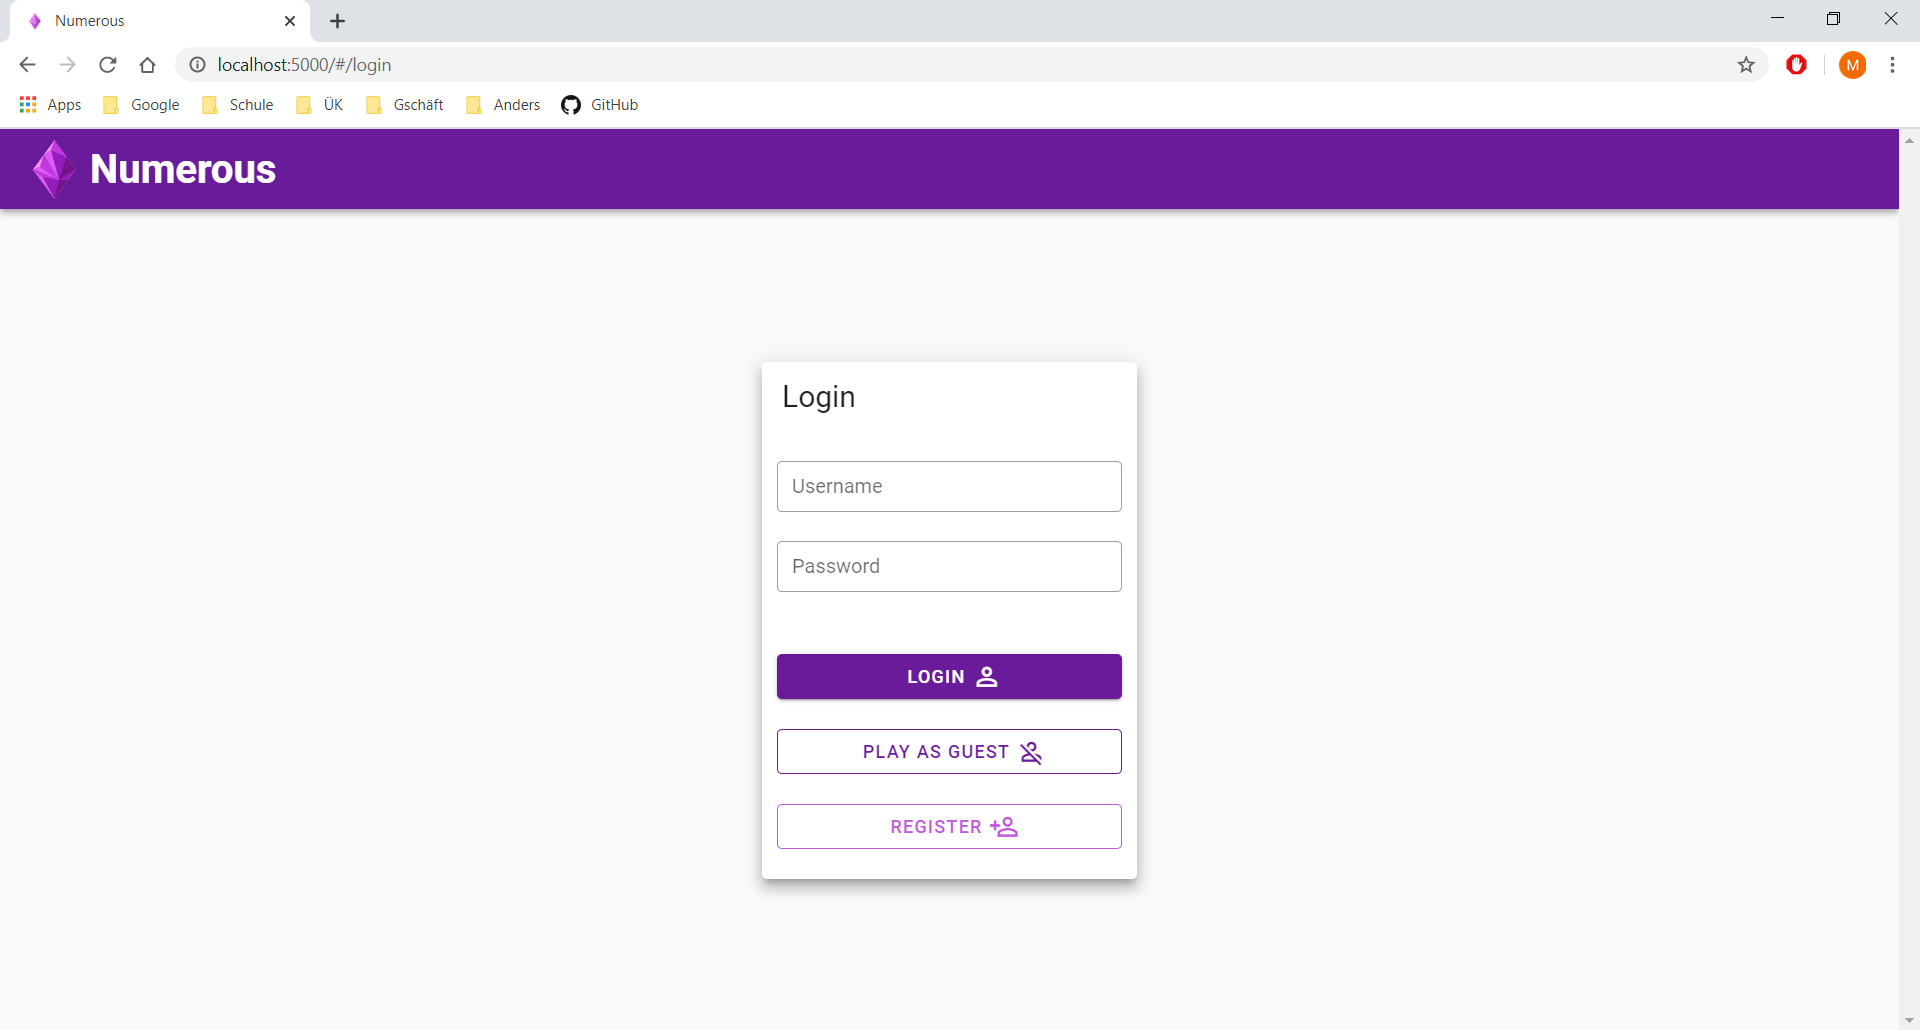 Numerous
localhost:5000/#/login
M
Apps Google Schule ÜK Gschäft Anders GitHub
Numerous
Login
Username
Password
LOGIN
PLAY AS GUEST
REGISTER